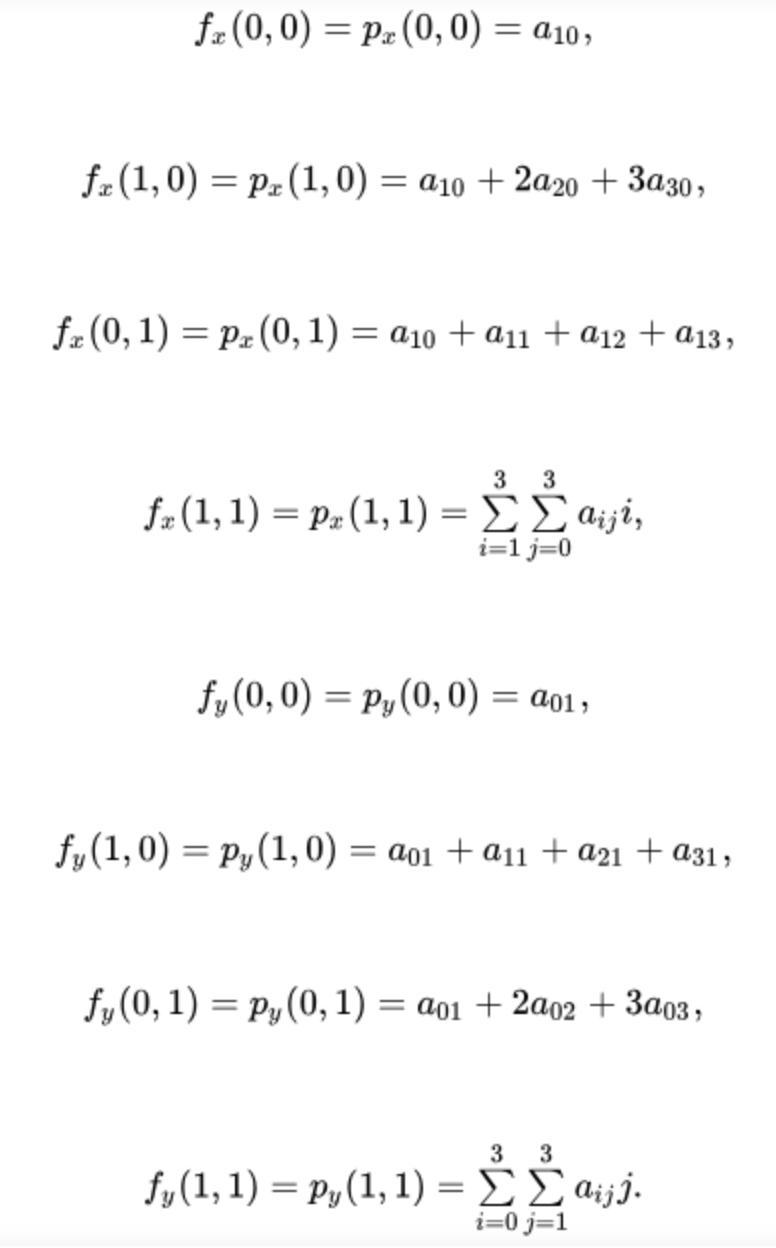 f_x(0,0) = p_x(0,0) = a_{10},
f_x(1,0) = p_x(1,0) = a_{10} + 2a_{20} + 3a_{30},
f_x(0,1) = p_x(0,1) = a_{10} + a_{11} + a_{12} + a_{13},
f_x(1,1) = p_x(1,1) = \sum_{i=1}^{3} \sum_{j=0}^{3} a_{ij} i,
f_y(0,0) = p_y(0,0) = a_{01},
f_y(1,0) = p_y(1,0) = a_{01} + a_{11} + a_{21} + a_{31},
f_y(0,1) = p_y(0,1) = a_{01} + 2a_{02} + 3a_{03},
f_y(1,1) = p_y(1,1) = \sum_{i=0}^{3} \sum_{j=1}^{3} a_{ij} j.